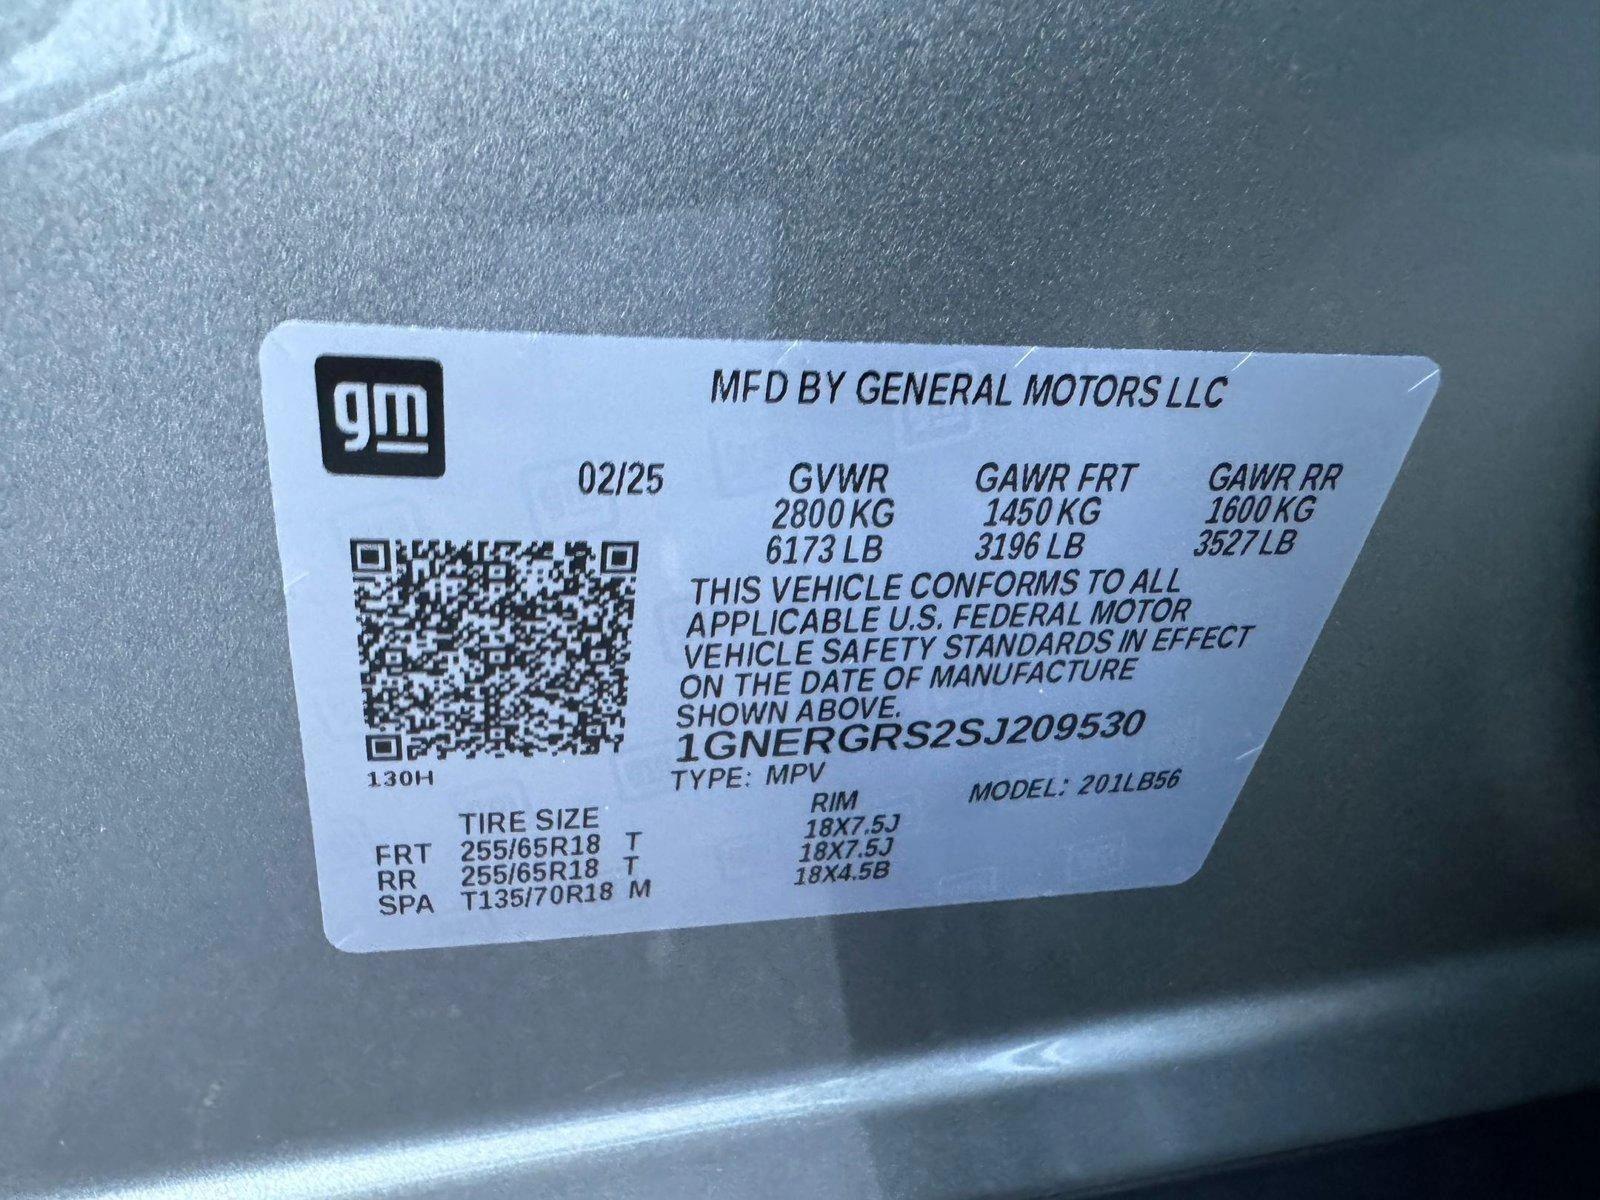 gm
MFD BY GENERAL MOTORS LLC
02/25 GVWR GAWR FRT GAWR RR
2800 KG 1450 KG 1600 KG
6173 LB 3196 LB 3527 LB
THIS VEHICLE CONFORMS TO ALL
APPLICABLE U.S. FEDERAL MOTOR
VEHICLE SAFETY STANDARDS IN EFFECT
ON THE DATE OF MANUFACTURE
SHOWN ABOVE.
1GNERGRS2SJ209530
130H TYPE: MPV MODEL: 201LB56
TIRE SIZE RIM
FRT 255/65R18 T 18X7.5J
RR 255/65R18 T 18X7.5J
SPA T135/70R18 M 18X4.5B